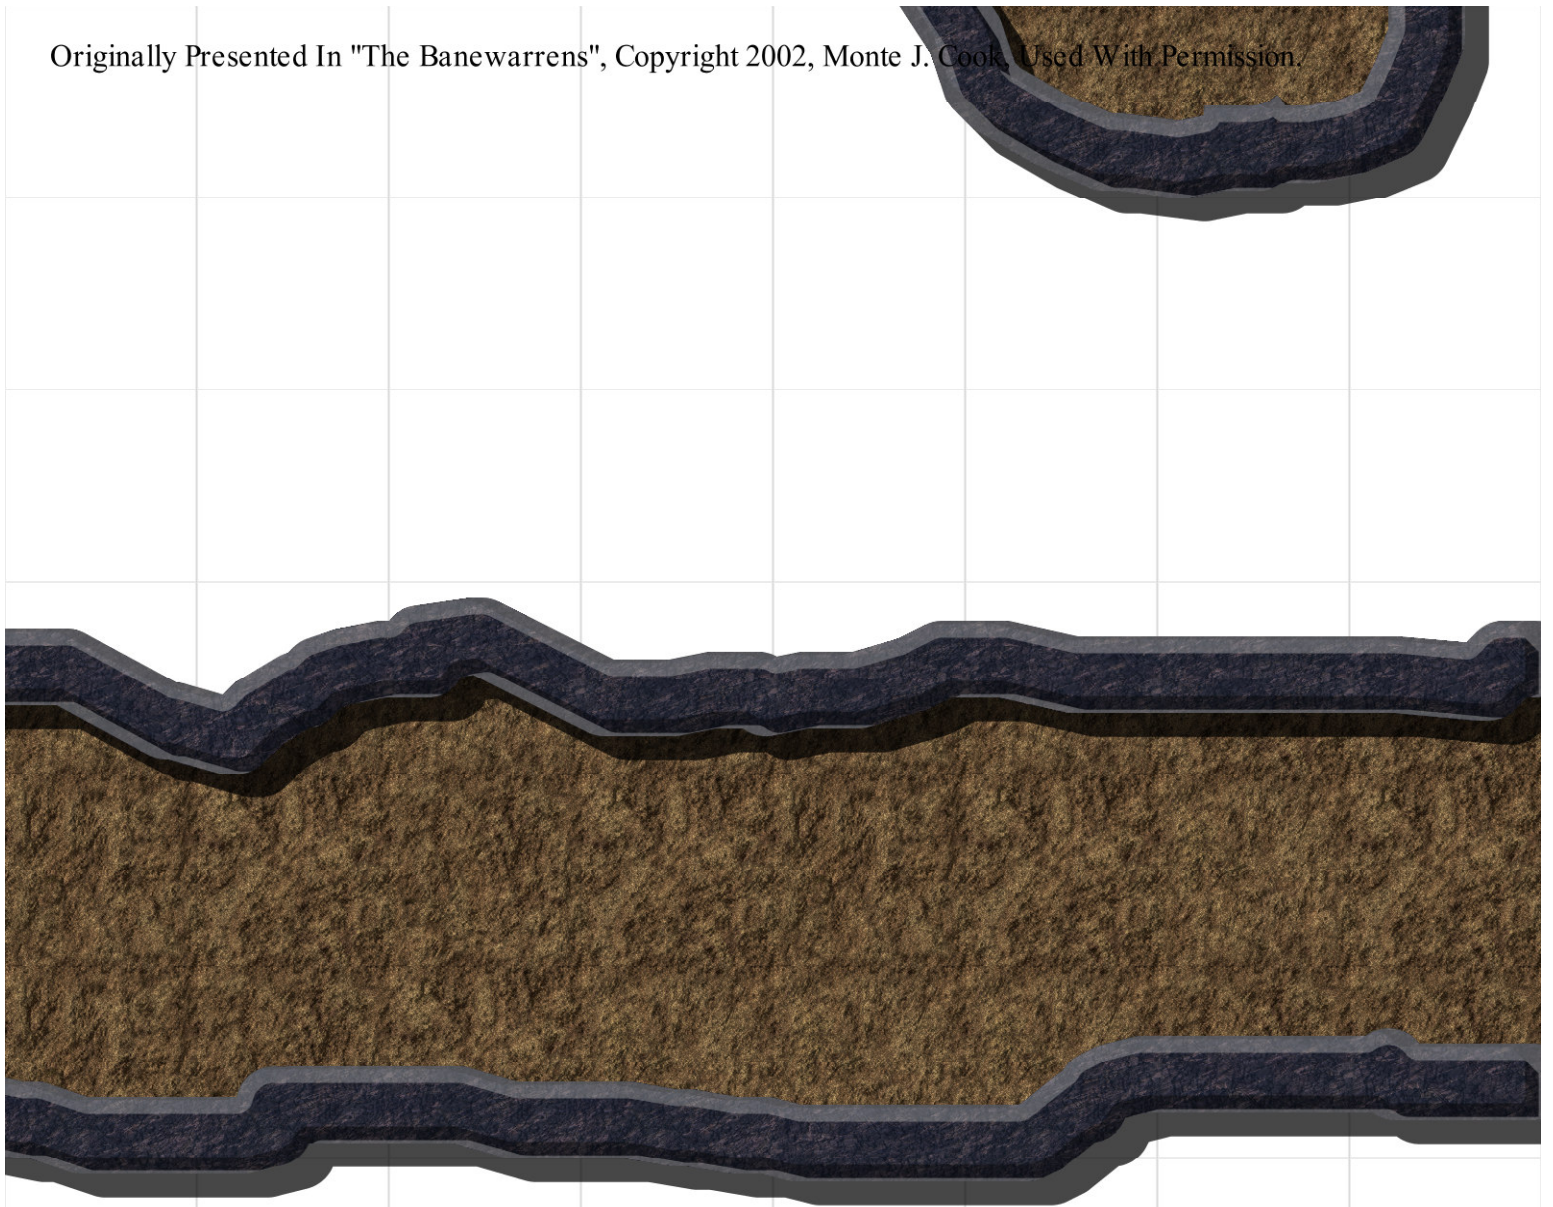 Originally Presented In "The Banewarrens", Copyright 2002, Monte J. Cook, Used With Permission.